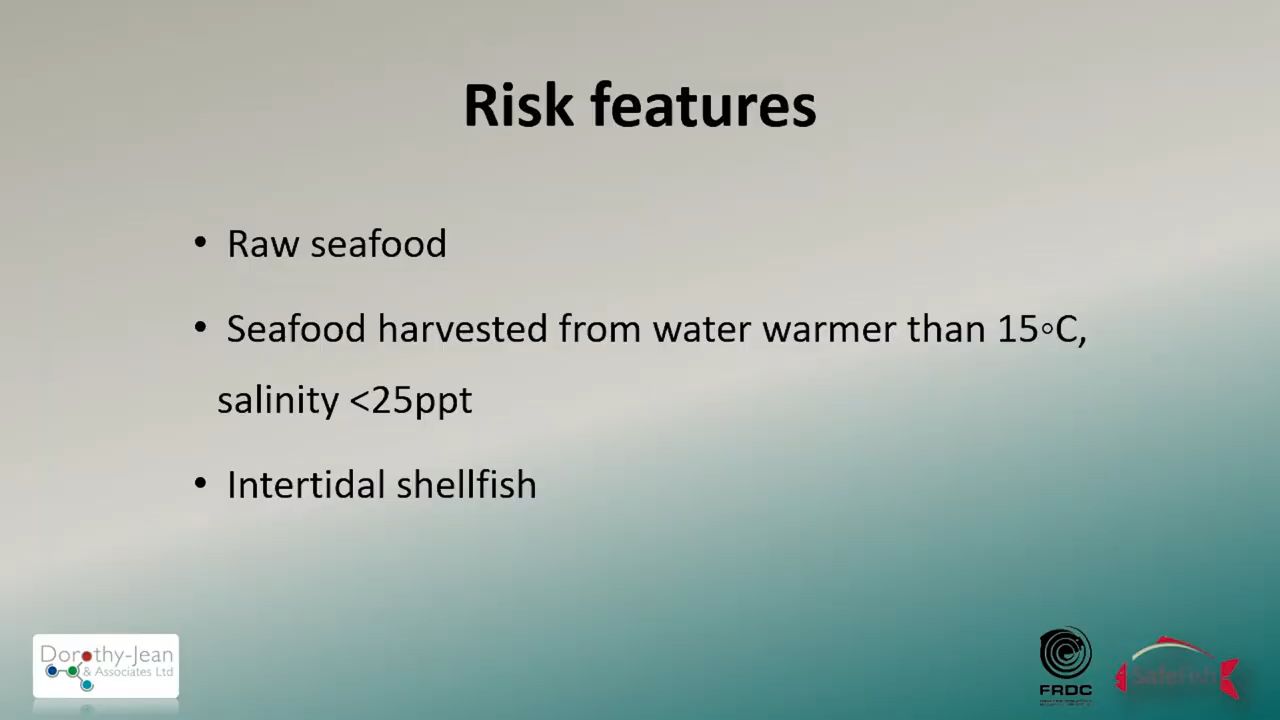 Risk features
• Raw seafood
• Seafood harvested from water warmer than 15◦C,
salinity <25ppt
• Intertidal shellfish
Dorothy-Jean
& Associates Ltd
FRDC
SafeFish